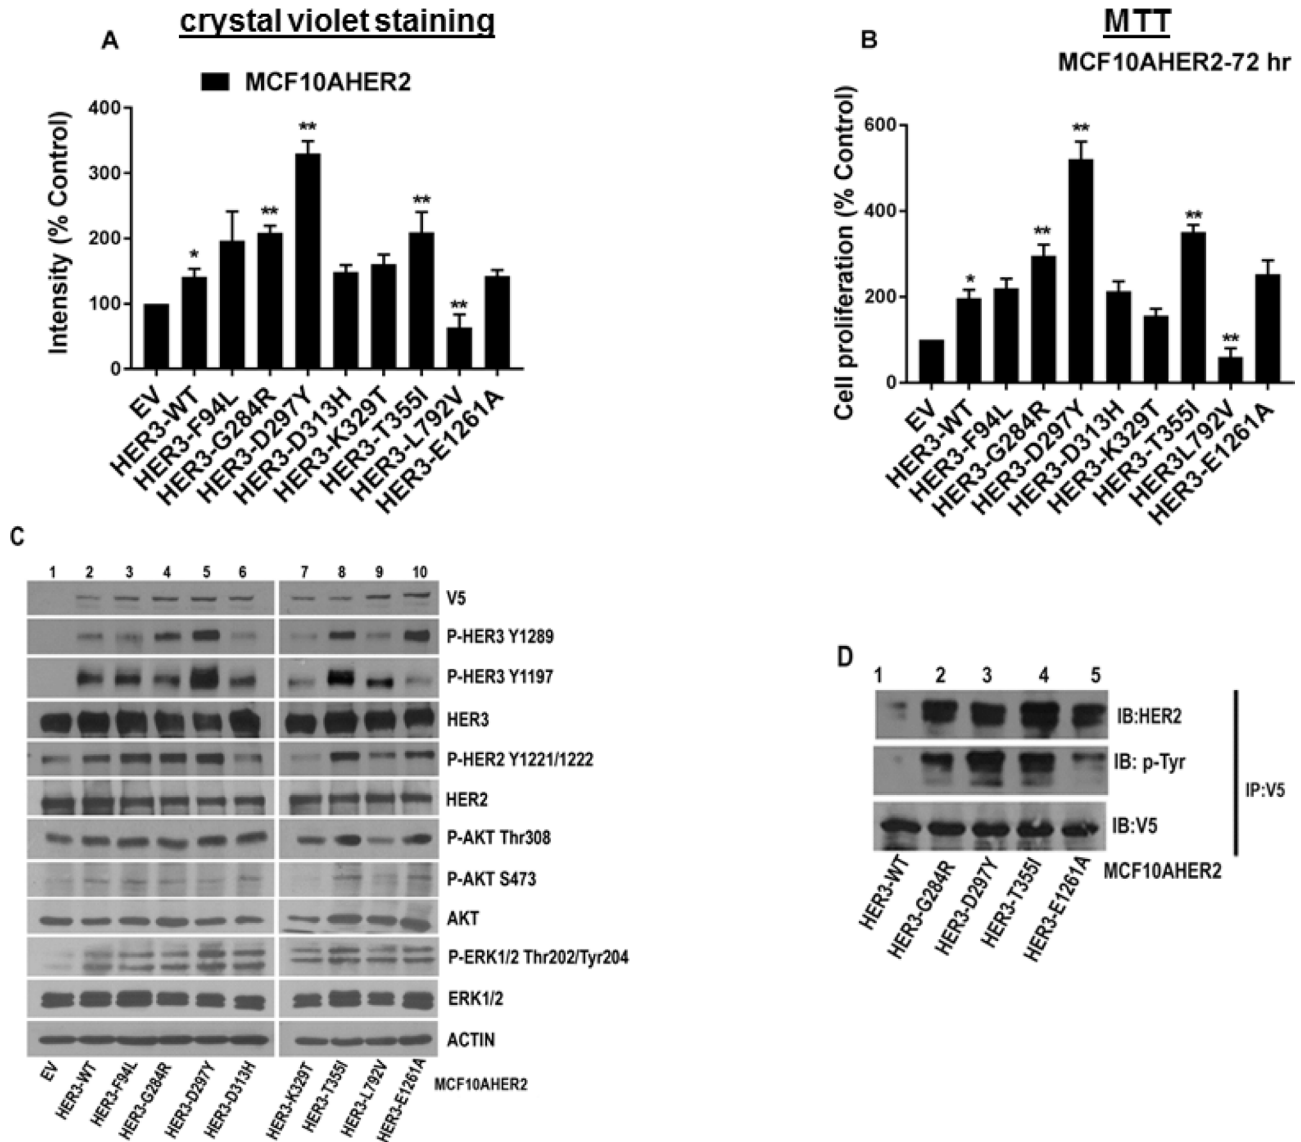 crystal violet staining
A
MCF10AHER2
Intensity (% Control)
400
300
200
100
0
*
**
**
**
**
EV
HER3-WT
HER3-F94L
HER3-G284R
HER3-D297Y
HER3-D313H
HER3-K329T
HER3-T355I
HER3-L792V
HER3-E1261A
MTT
B
MCF10AHER2-72 hr
Cell proliferation (% Control)
600
400
200
0
*
**
**
**
**
EV
HER3-WT
HER3-F94L
HER3-G284R
HER3-D297Y
HER3-D313H
HER3-K329T
HER3-T355I
HER3L792V
HER3-E1261A
C
1 2 3 4 5 6 7 8 9 10
V5
P-HER3 Y1289
P-HER3 Y1197
HER3
P-HER2 Y1221/1222
HER2
P-AKT Thr308
P-AKT S473
AKT
P-ERK1/2 Thr202/Tyr204
ERK1/2
ACTIN
EV
HER3-WT
HER3-F94L
HER3-G284R
HER3-D297Y
HER3-D313H
HER3-K329T
HER3-T355I
HER3-L792V
HER3-E1261A
MCF10AHER2
D
1 2 3 4 5
IB:HER2
IB: p-Tyr
IB:V5
IP:V5
HER3-WT
HER3-G284R
HER3-D297Y
HER3-T355I
HER3-E1261A
MCF10AHER2